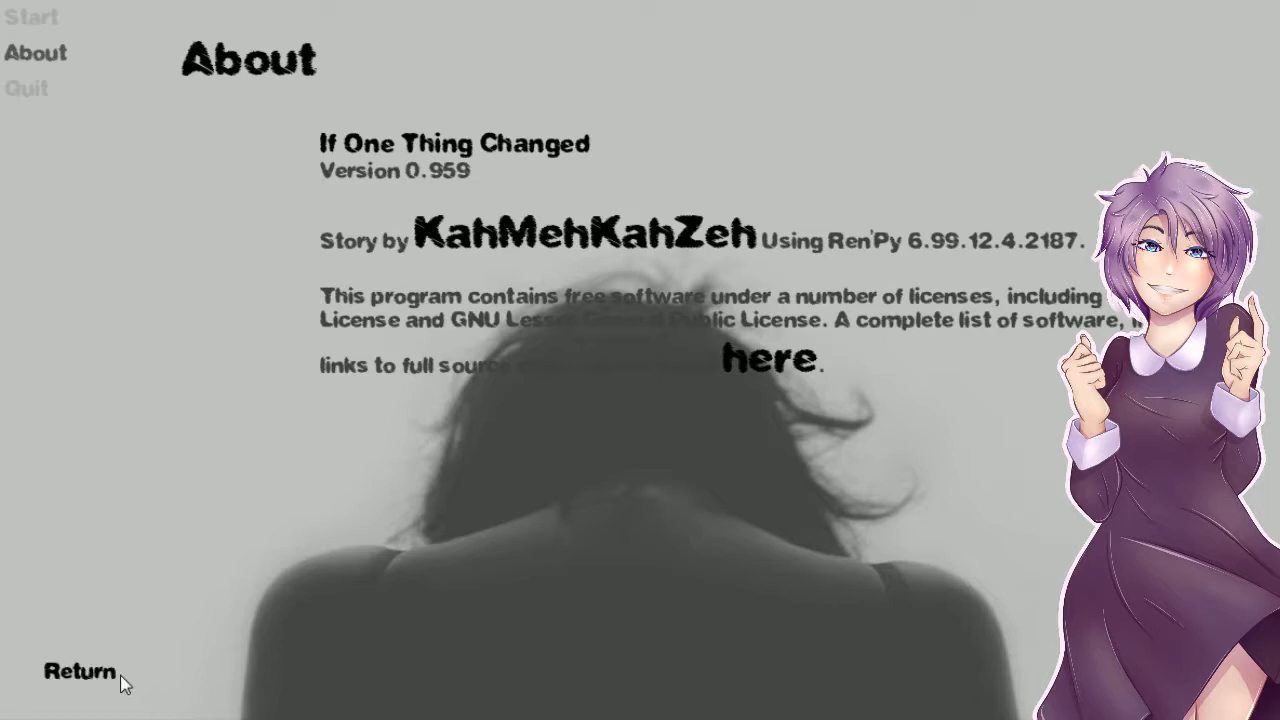 Start
About
Quit
About
If One Thing Changed
Version 0.959
Story by KahMehKahZeh Using Ren'Py 6.99.12.4.2187.
This program contains free software under a number of licenses, including
License and GNU Lesser General Public License. A complete list of software,
links to full source here.
Return